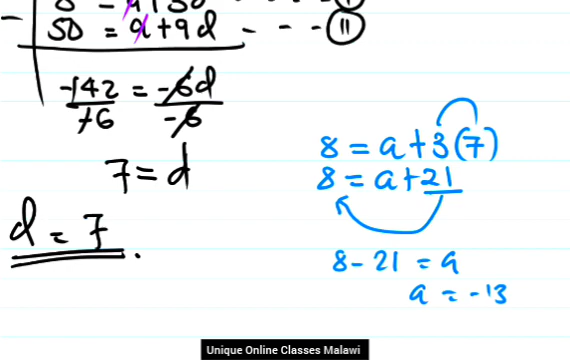 50 = a+9d - - - (II)
-42 = -6d
-6 -6
7 = d
d = 7.
8 = a+3(7)
8 = a+21
8-21 = a
a = -13
Unique Online Classes Malawi